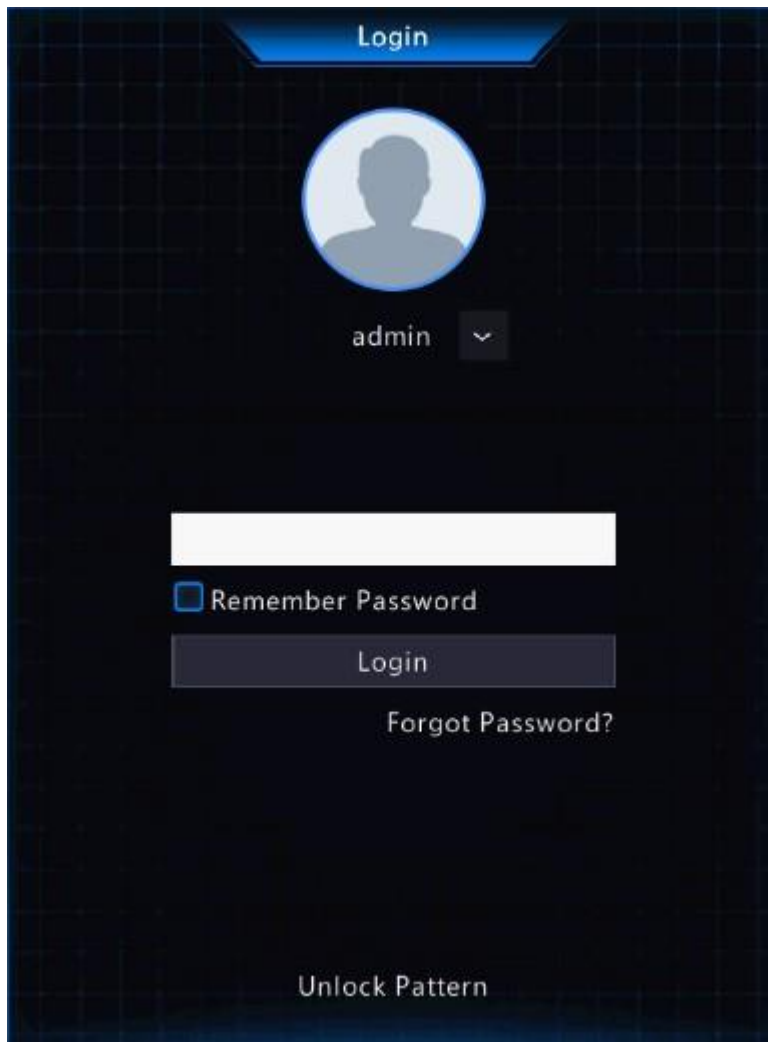 Login
admin
Remember Password
Login
Forgot Password?
Unlock Pattern